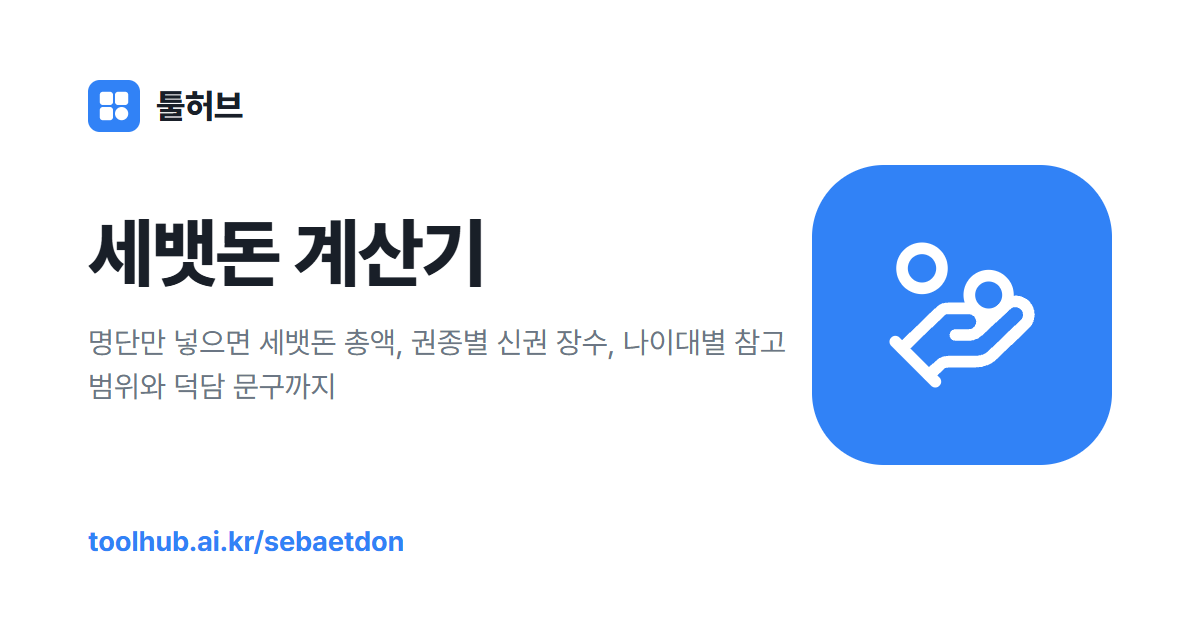 툴허브
세뱃돈 계산기
명단만 넣으면 세뱃돈 총액, 권종별 신권 장수, 나이대별 참고
범위와 덕담 문구까지
toolhub.ai.kr/sebaetdon